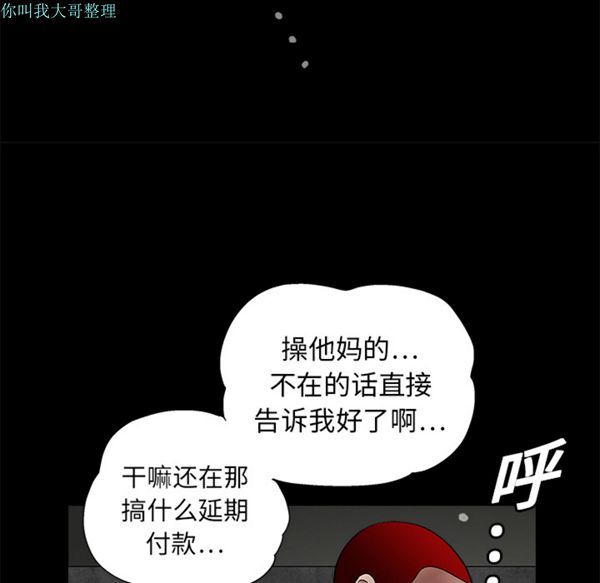 你叫我大哥整理
操他妈的...
不在的话直接
告诉我好了啊...
干嘛还在那
搞什么延期
付款...
呼